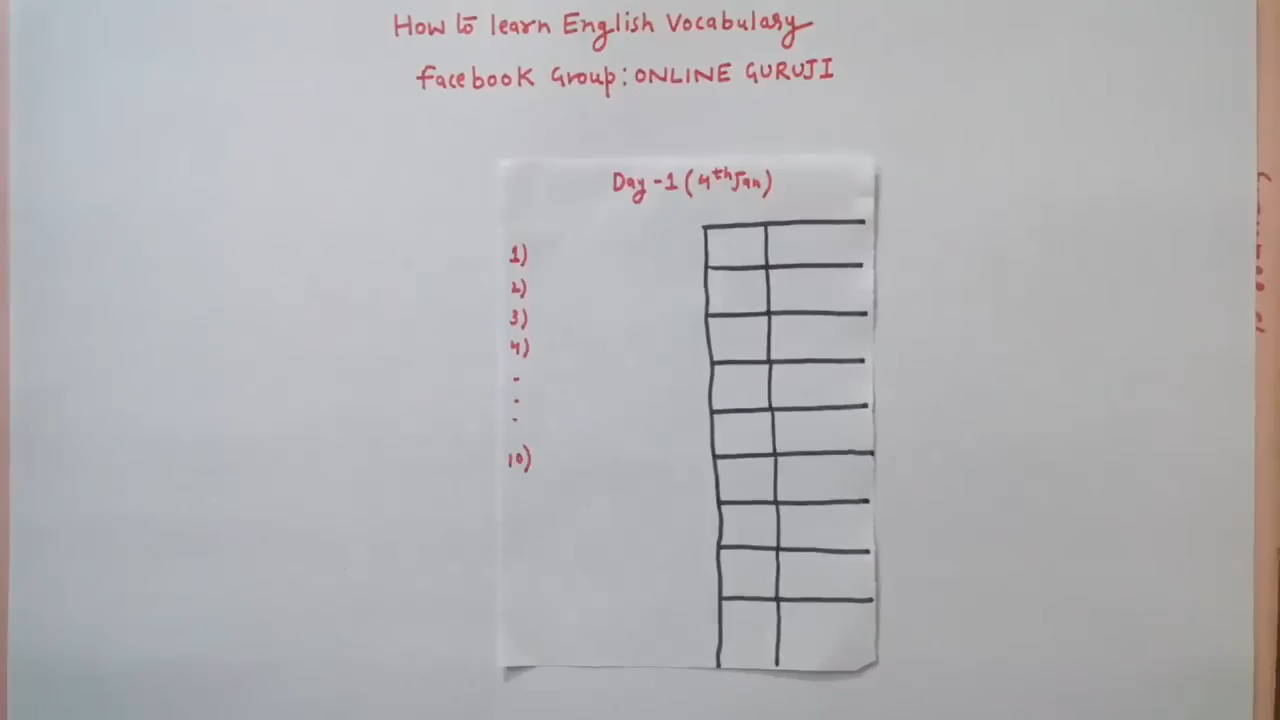 How to learn English Vocabulary
facebook Group: ONLINE GURUJI
Day -1 (4th Jan)
1)
2)
3)
4)
.
.
.
10)